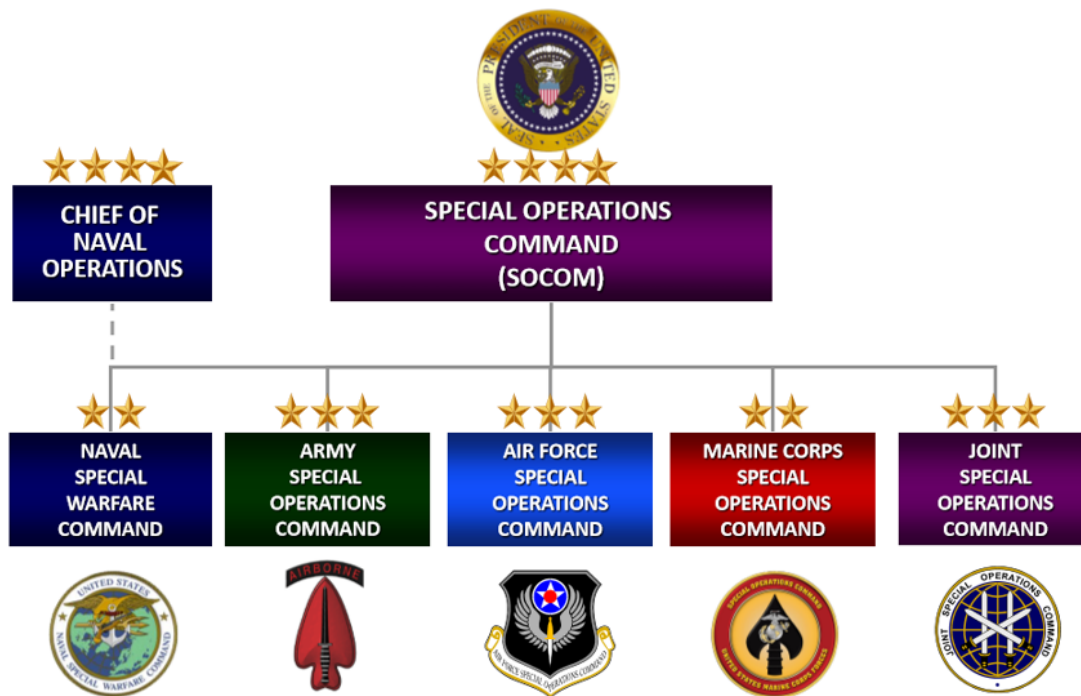 SEAL OF THE PRESIDENT OF THE UNITED STATES
CHIEF OF
NAVAL
OPERATIONS
SPECIAL OPERATIONS
COMMAND
(SOCOM)
NAVAL
SPECIAL
WARFARE
COMMAND
ARMY
SPECIAL
OPERATIONS
COMMAND
AIR FORCE
SPECIAL
OPERATIONS
COMMAND
MARINE CORPS
SPECIAL
OPERATIONS
COMMAND
JOINT
SPECIAL
OPERATIONS
COMMAND
UNITED STATES
NAVAL SPECIAL WARFARE COMMAND
AIRBORNE
AIR FORCE SPECIAL OPERATIONS COMMAND
SPECIAL OPERATIONS COMMAND
UNITED STATES MARINE CORPS FORCES
JOINT SPECIAL OPERATIONS COMMAND